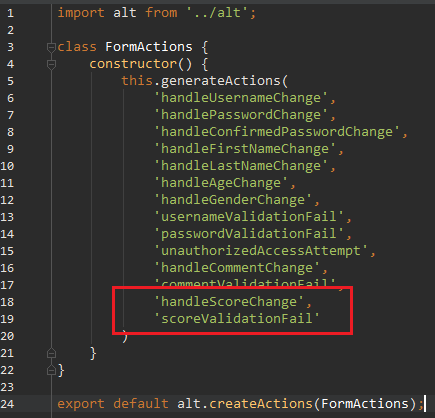 1 import alt from '../alt';
2
3 class FormActions {
4 constructor() {
5 this.generateActions(
6 'handleUsernameChange',
7 'handlePasswordChange',
8 'handleConfirmedPasswordChange',
9 'handleFirstNameChange',
10 'handleLastNameChange',
11 'handleAgeChange',
12 'handleGenderChange',
13 'usernameValidationFail',
14 'passwordValidationFail',
15 'unauthorizedAccessAttempt',
16 'handleCommentChange',
17 'commentValidationFail',
18 'handleScoreChange',
19 'scoreValidationFail'
20 )
21 }
22 }
23
24 export default alt.createActions(FormActions);